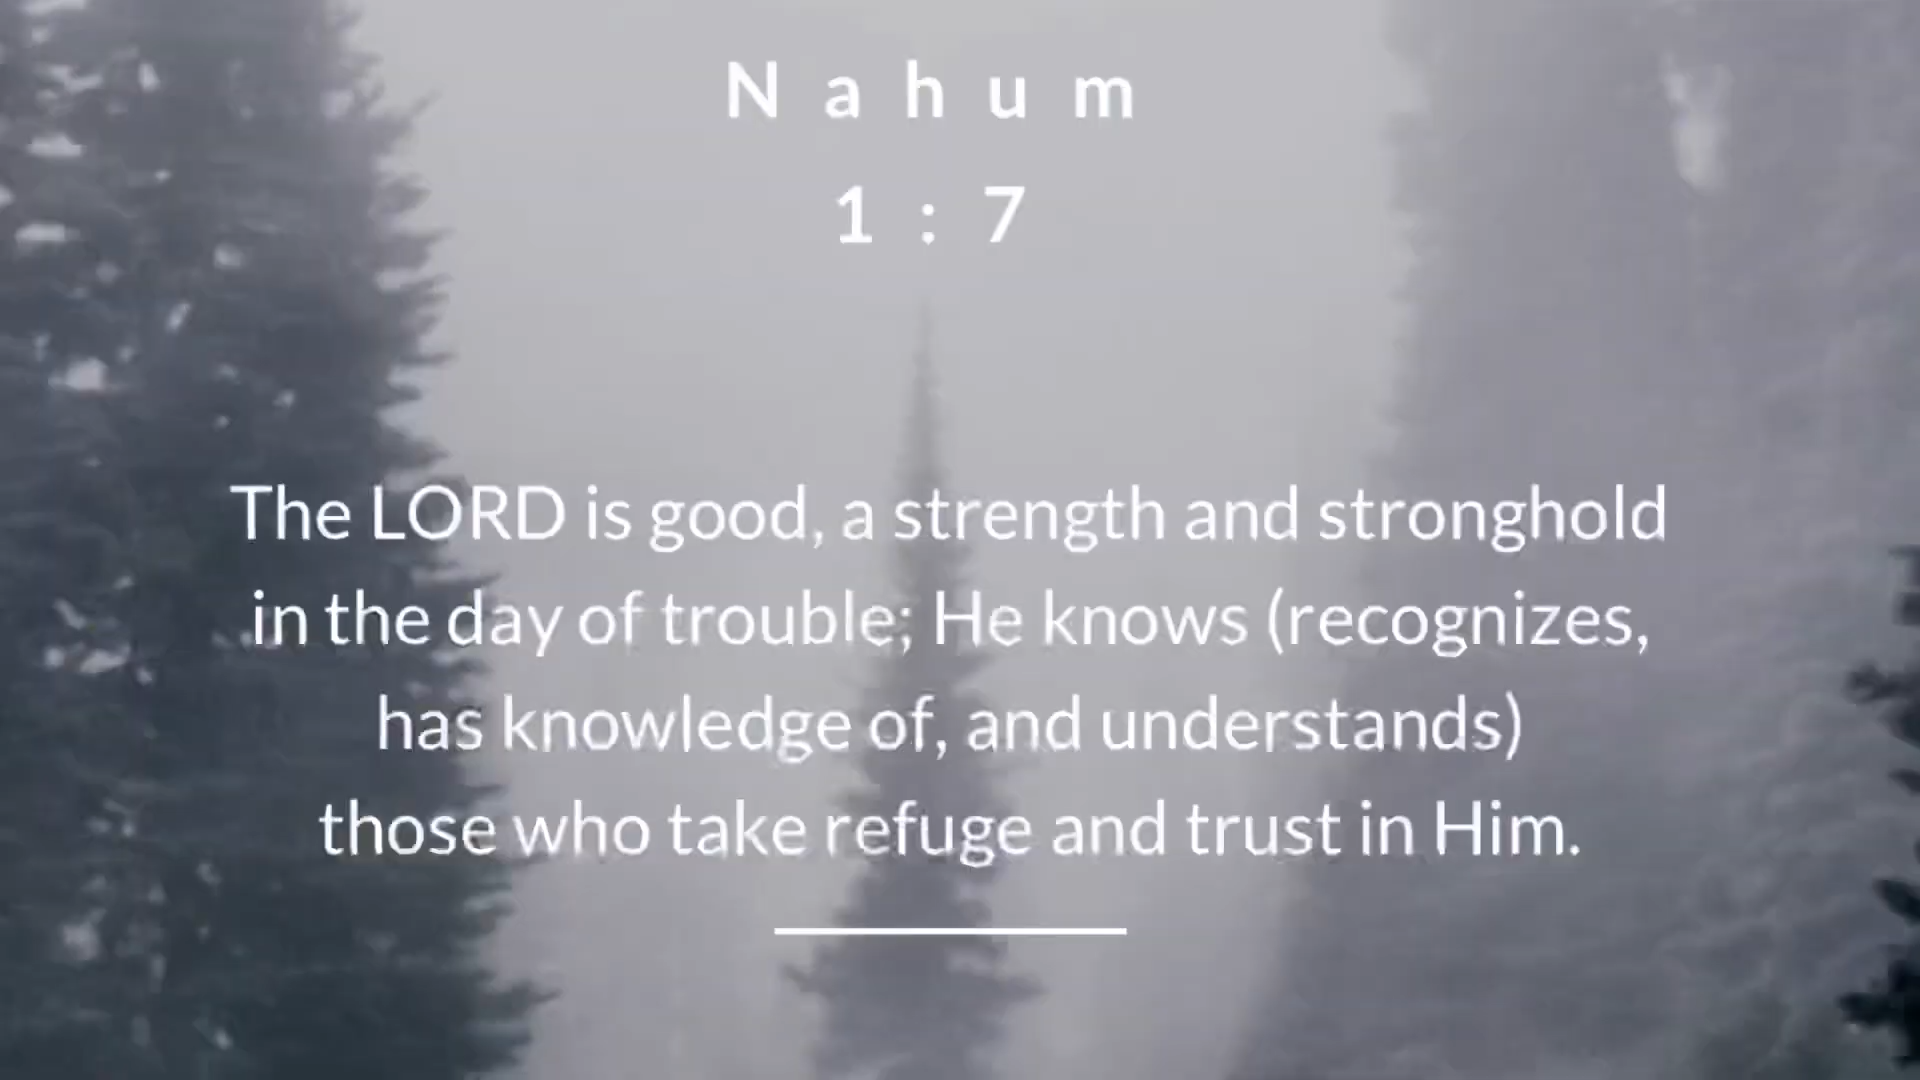 Nahum
1:7
The LORD is good, a strength and stronghold
in the day of trouble; He knows (recognizes,
has knowledge of, and understands)
those who take refuge and trust in Him.